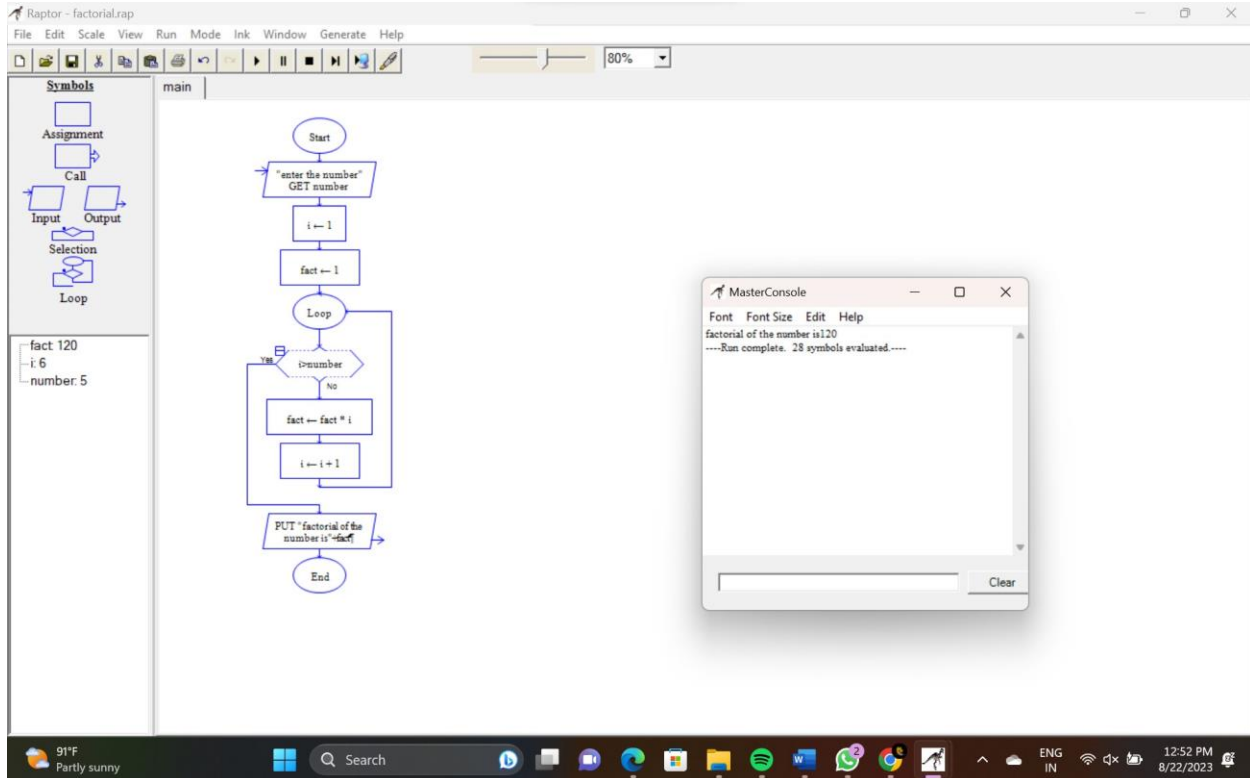 Raptor - factorial.rap
File Edit Scale View Run Mode Ink Window Generate Help
80%
Symbols
Assignment
Call
Input Output
Selection
Loop
fact: 120
i: 6
number: 5
main
Start
"enter the number"
GET number
i ← 1
fact ← 1
Loop
Yes
i>number
No
fact ← fact * i
i ← i + 1
PUT "factorial of the
number is"+fact¶
End
MasterConsole
Font Font Size Edit Help
factorial of the number is120
----Run complete. 28 symbols evaluated.----
Clear
91°F
Partly sunny
Search
2
ENG
IN
12:52 PM
8/22/2023